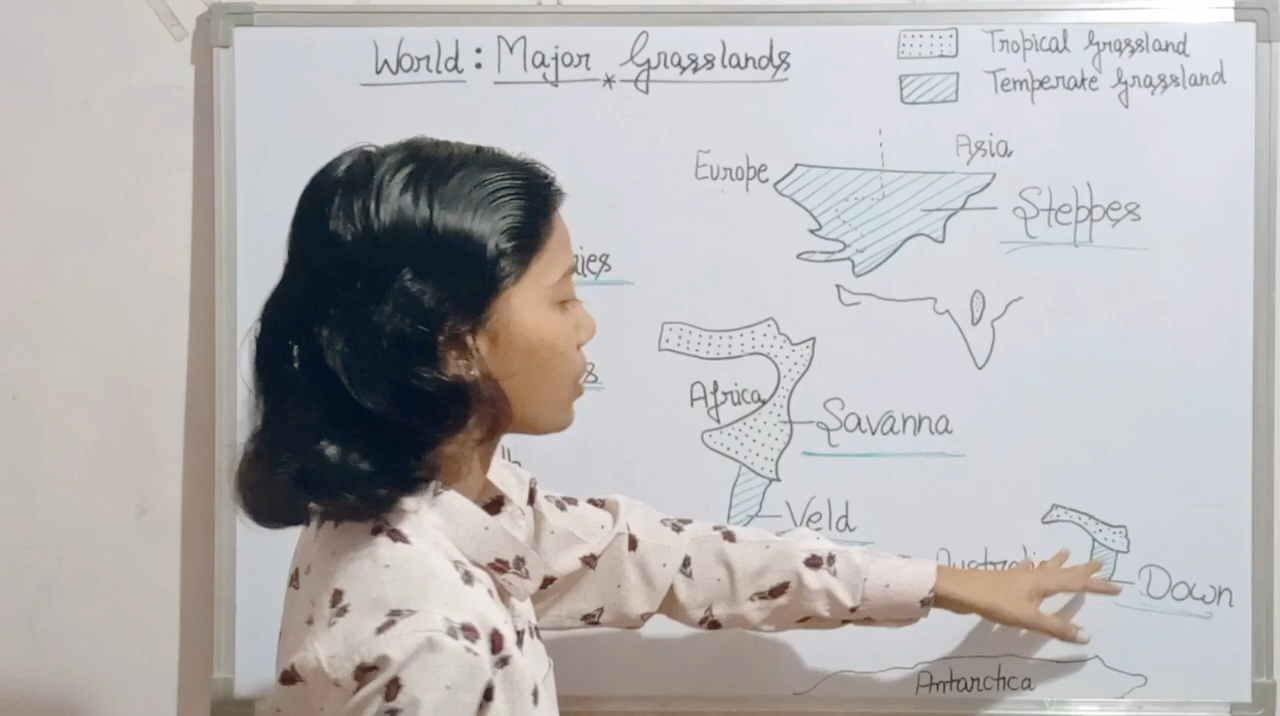 World: Major Grasslands
Tropical Grassland
Temperate Grassland
Europe
Asia
Steppes
Africa
Savanna
Veld
Down
Antarctica